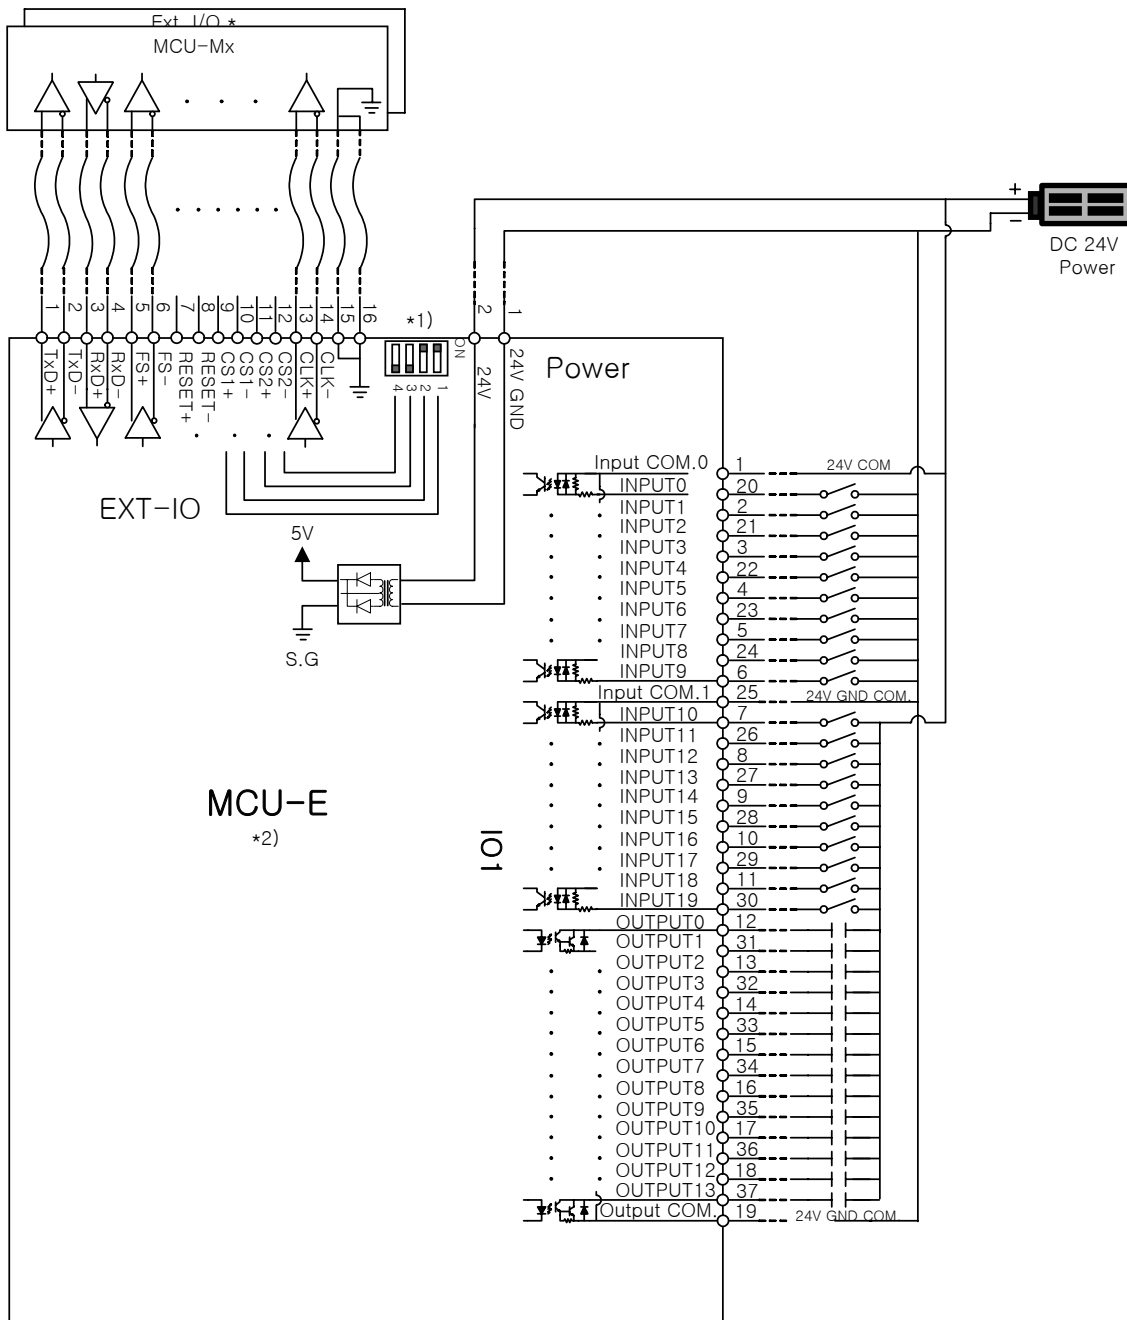 Ext. I/O *
MCU-Mx
+
−
DC 24V
Power
1 2 3 4 5 6 7 8 9 10 11 12 13 14 15 16
*1)
2 1
ON
TxD+ TxD- RxD+ RxD- FS+ FS- RESET+ RESET- CS1+ CS1- CS2+ CS2- CLK+ CLK-
24V
24V GND
Power
4 3 2 1
EXT-IO
5V
S.G
MCU-E
*2)
IO1
Input COM.0 1 24V COM
INPUT0 20
INPUT1 2
INPUT2 21
INPUT3 3
INPUT4 22
INPUT5 4
INPUT6 23
INPUT7 5
INPUT8 24
INPUT9 6
Input COM.1 25 24V GND COM.
INPUT10 7
INPUT11 26
INPUT12 8
INPUT13 27
INPUT14 9
INPUT15 28
INPUT16 10
INPUT17 29
INPUT18 11
INPUT19 30
OUTPUT0 12
OUTPUT1 31
OUTPUT2 13
OUTPUT3 32
OUTPUT4 14
OUTPUT5 33
OUTPUT6 15
OUTPUT7 34
OUTPUT8 16
OUTPUT9 35
OUTPUT10 17
OUTPUT11 36
OUTPUT12 18
OUTPUT13 37
Output COM. 19 24V GND COM